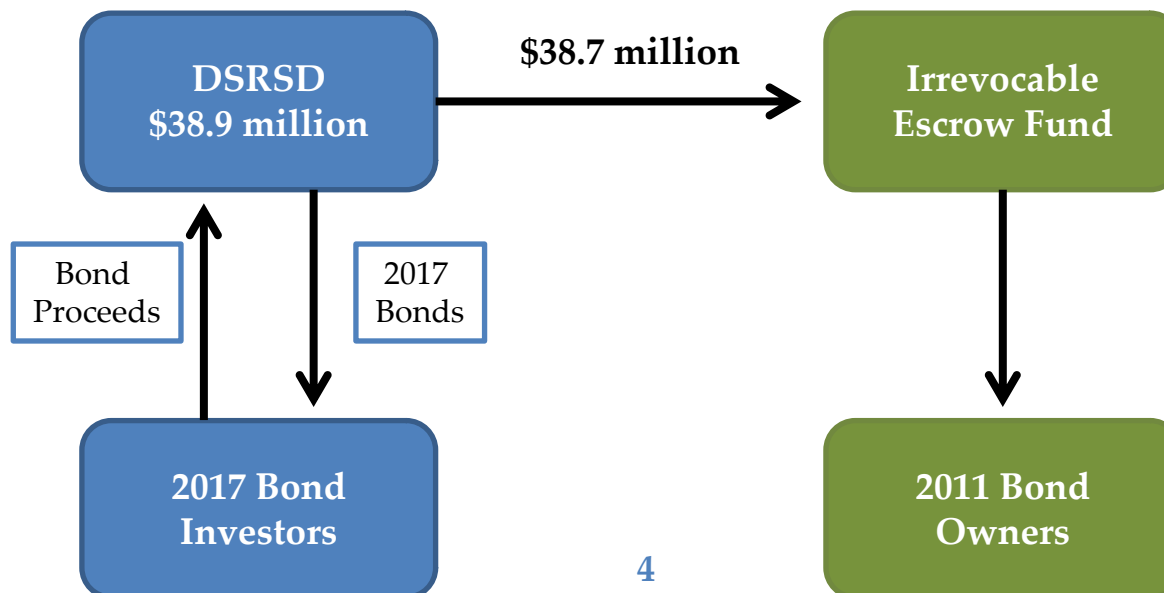 DSRSD
$38.9 million
$38.7 million
Irrevocable
Escrow Fund
Bond
Proceeds
2017
Bonds
2017 Bond
Investors
2011 Bond
Owners
4